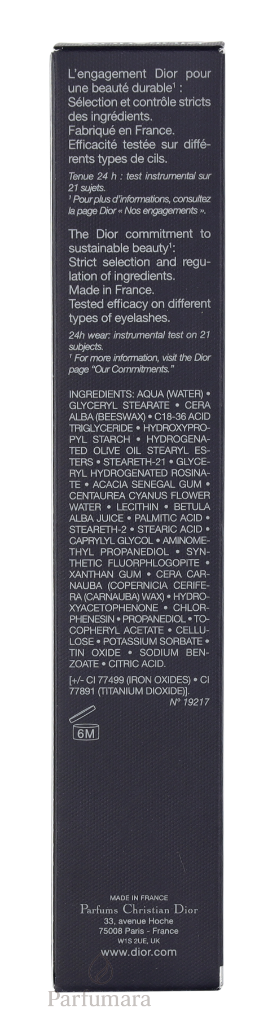 L'engagement Dior pour
une beauté durable¹ :
Sélection et contrôle stricts
des ingrédients.
Fabriqué en France.
Efficacité testée sur diffé-
rents types de cils.
Tenue 24 h : test instrumental sur
21 sujets.
¹ Pour plus d'informations, consultez
la page Dior « Nos engagements ».
The Dior commitment to
sustainable beauty¹:
Strict selection and regu-
lation of ingredients.
Made in France.
Tested efficacy on different
types of eyelashes.
24h wear: instrumental test on 21
subjects.
¹ For more information, visit the Dior
page "Our Commitments."
INGREDIENTS: AQUA (WATER) •
GLYCERYL STEARATE • CERA
ALBA (BEESWAX) • C18-36 ACID
TRIGLYCERIDE • HYDROXYPRO-
PYL STARCH • HYDROGENA-
TED OLIVE OIL STEARYL ES-
TERS • STEARETH-21 • GLYCE-
RYL HYDROGENATED ROSINA-
TE • ACACIA SENEGAL GUM •
CENTAUREA CYANUS FLOWER
WATER • LECITHIN • BETULA
ALBA JUICE • PALMITIC ACID •
STEARETH-2 • STEARIC ACID •
CAPRYLYL GLYCOL • AMINOME-
THYL PROPANEDIOL • SYN-
THETIC FLUORPHLOGOPITE •
XANTHAN GUM • CERA CAR-
NAUBA (COPERNICIA CERIFE-
RA (CARNAUBA) WAX) • HYDRO-
XYACETOPHENONE • CHLOR-
PHENESIN • PROPANEDIOL • TO-
COPHERYL ACETATE • CELLU-
LOSE • POTASSIUM SORBATE •
TIN OXIDE • SODIUM BEN-
ZOATE • CITRIC ACID.
[+/- CI 77499 (IRON OXIDES) • CI
77891 (TITANIUM DIOXIDE)].
N° 19217
6M
MADE IN FRANCE
Parfums Christian Dior
33, avenue Hoche
75008 Paris - France
W1S 2UE, UK
www.dior.com
Parfumara